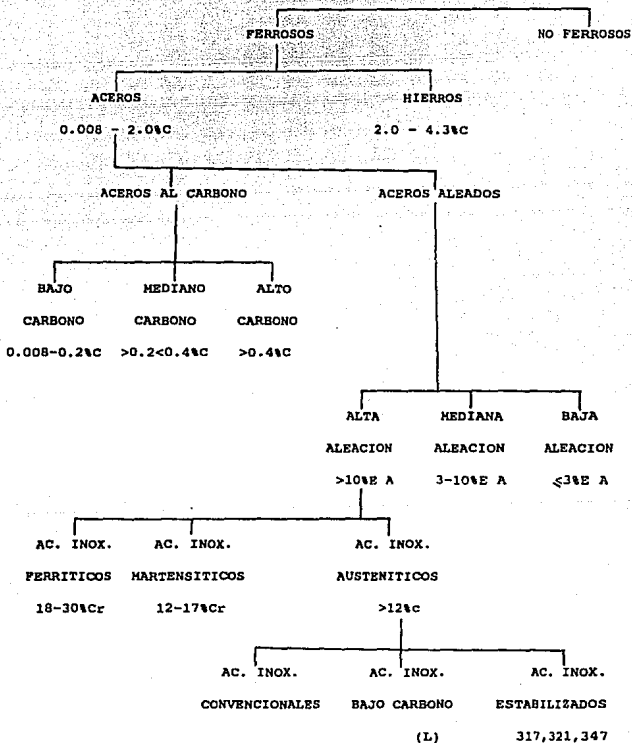 FERROSOS NO FERROSOS
ACEROS HIERROS
0.008 - 2.0%C 2.0 - 4.3%C
ACEROS AL CARBONO ACEROS ALEADOS
BAJO MEDIANO ALTO
CARBONO CARBONO CARBONO
0.008-0.2%C >0.2<0.4%C >0.4%C
ALTA MEDIANA BAJA
ALEACION ALEACION ALEACION
>10%E A 3-10%E A ≤3%E A
AC. INOX. AC. INOX. AC. INOX.
FERRITICOS MARTENSITICOS AUSTENITICOS
18-30%Cr 12-17%Cr >12%c
AC. INOX. AC. INOX. AC. INOX.
CONVENCIONALES BAJO CARBONO ESTABILIZADOS
(L) 317,321,347